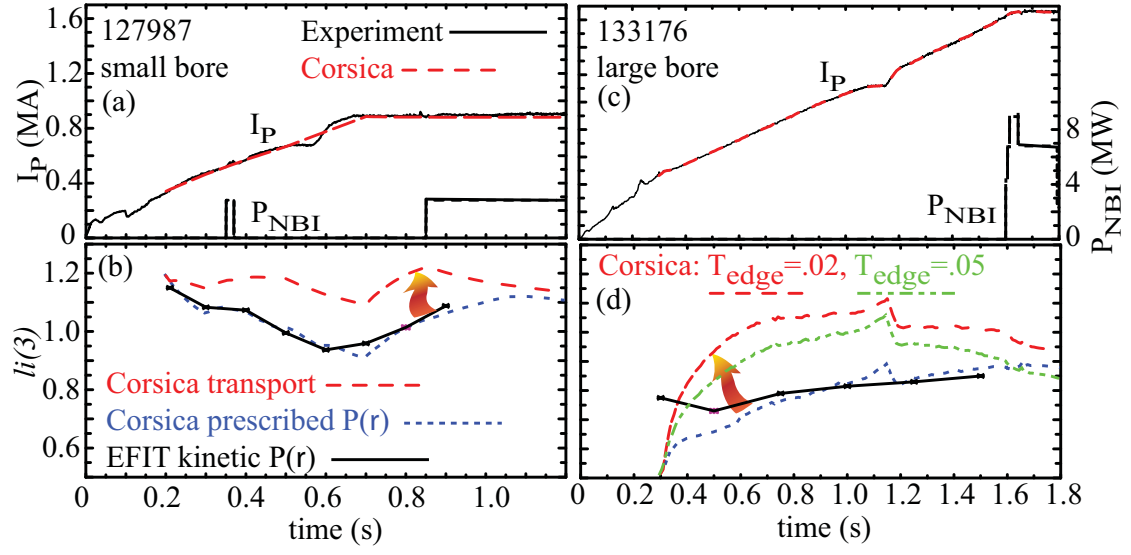 127987
small bore
(a)
Experiment
Corsica
I_P
P_NBI
I_P (MA)
1.6
1.2
0.8
0.4
0
133176
large bore
(c)
I_P
P_NBI
8
4
0
P_NBI (MW)
(b)
li(3)
1.2
1.0
0.8
0.6
Corsica transport
Corsica prescribed P(r)
EFIT kinetic P(r)
0 0.2 0.4 0.6 0.8 1.0
time (s)
Corsica: T_edge=.02, T_edge=.05
(d)
0 0.2 0.4 0.6 0.8 1.0 1.2 1.4 1.6 1.8
time (s)